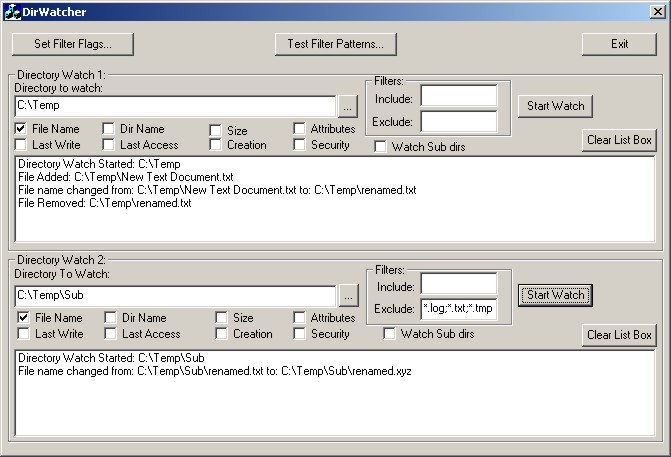 DirWatcher
Set Filter Flags... Test Filter Patterns... Exit
Directory Watch 1:
Directory to watch: Filters:
C:\Temp ... Include: Start Watch
Exclude:
File Name Dir Name Size Attributes
Last Write Last Access Creation Security Watch Sub dirs Clear List Box
Directory Watch Started: C:\Temp
File Added: C:\Temp\New Text Document.txt
File name changed from: C:\Temp\New Text Document.txt to: C:\Temp\renamed.txt
File Removed: C:\Temp\renamed.txt
Directory Watch 2:
Directory To Watch: Filters:
C:\Temp\Sub ... Include: Start Watch
Exclude: *.log;*.txt;*.tmp
File Name Dir Name Size Attributes
Last Write Last Access Creation Security Watch Sub dirs Clear List Box
Directory Watch Started: C:\Temp\Sub
File name changed from: C:\Temp\Sub\renamed.txt to: C:\Temp\Sub\renamed.xyz